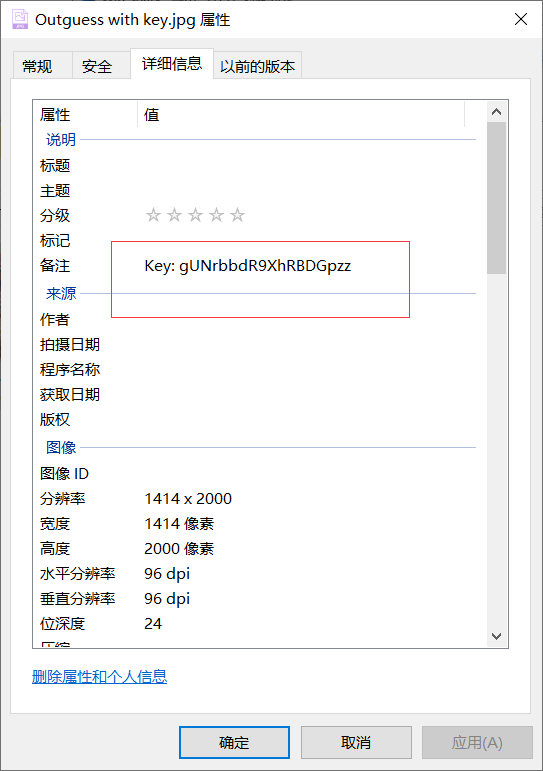 Outguess with key.jpg 属性
常规 安全 详细信息 以前的版本
属性 值
说明
标题
主题
分级
标记
备注 Key: gUNrbbdR9XhRBDGpzz
来源
作者
拍摄日期
程序名称
获取日期
版权
图像
图像 ID
分辨率 1414 x 2000
宽度 1414 像素
高度 2000 像素
水平分辨率 96 dpi
垂直分辨率 96 dpi
位深度 24
删除属性和个人信息
确定 取消 应用(A)